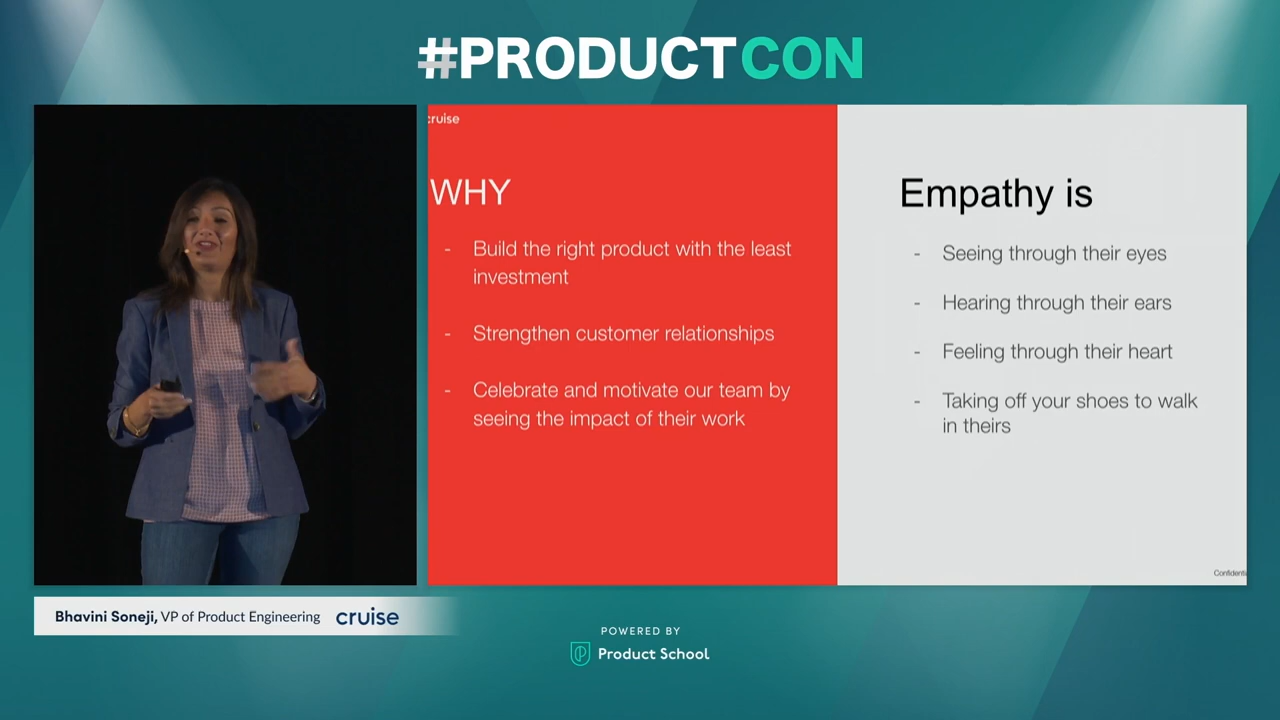 #PRODUCTCON
cruise
WHY
- Build the right product with the least
investment
- Strengthen customer relationships
- Celebrate and motivate our team by
seeing the impact of their work
Empathy is
- Seeing through their eyes
- Hearing through their ears
- Feeling through their heart
- Taking off your shoes to walk
in theirs
Confidenti
Bhavini Soneji, VP of Product Engineering cruise
POWERED BY
Product School